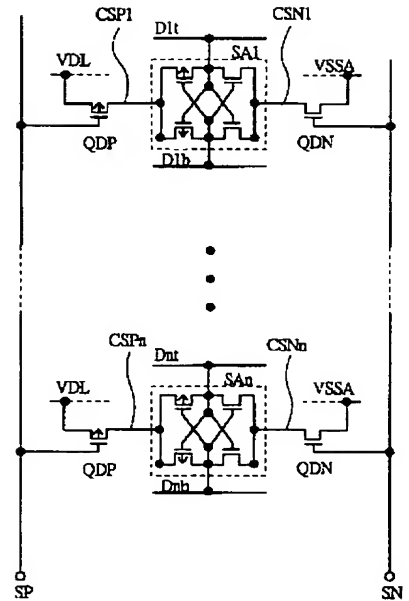 CSP1 D1t CSN1
VDL SA1 VSSA
QDP QDN
D1b
CSPn Dnt CSNn
VDL SAn VSSA
QDP QDN
Dnb
SP SN